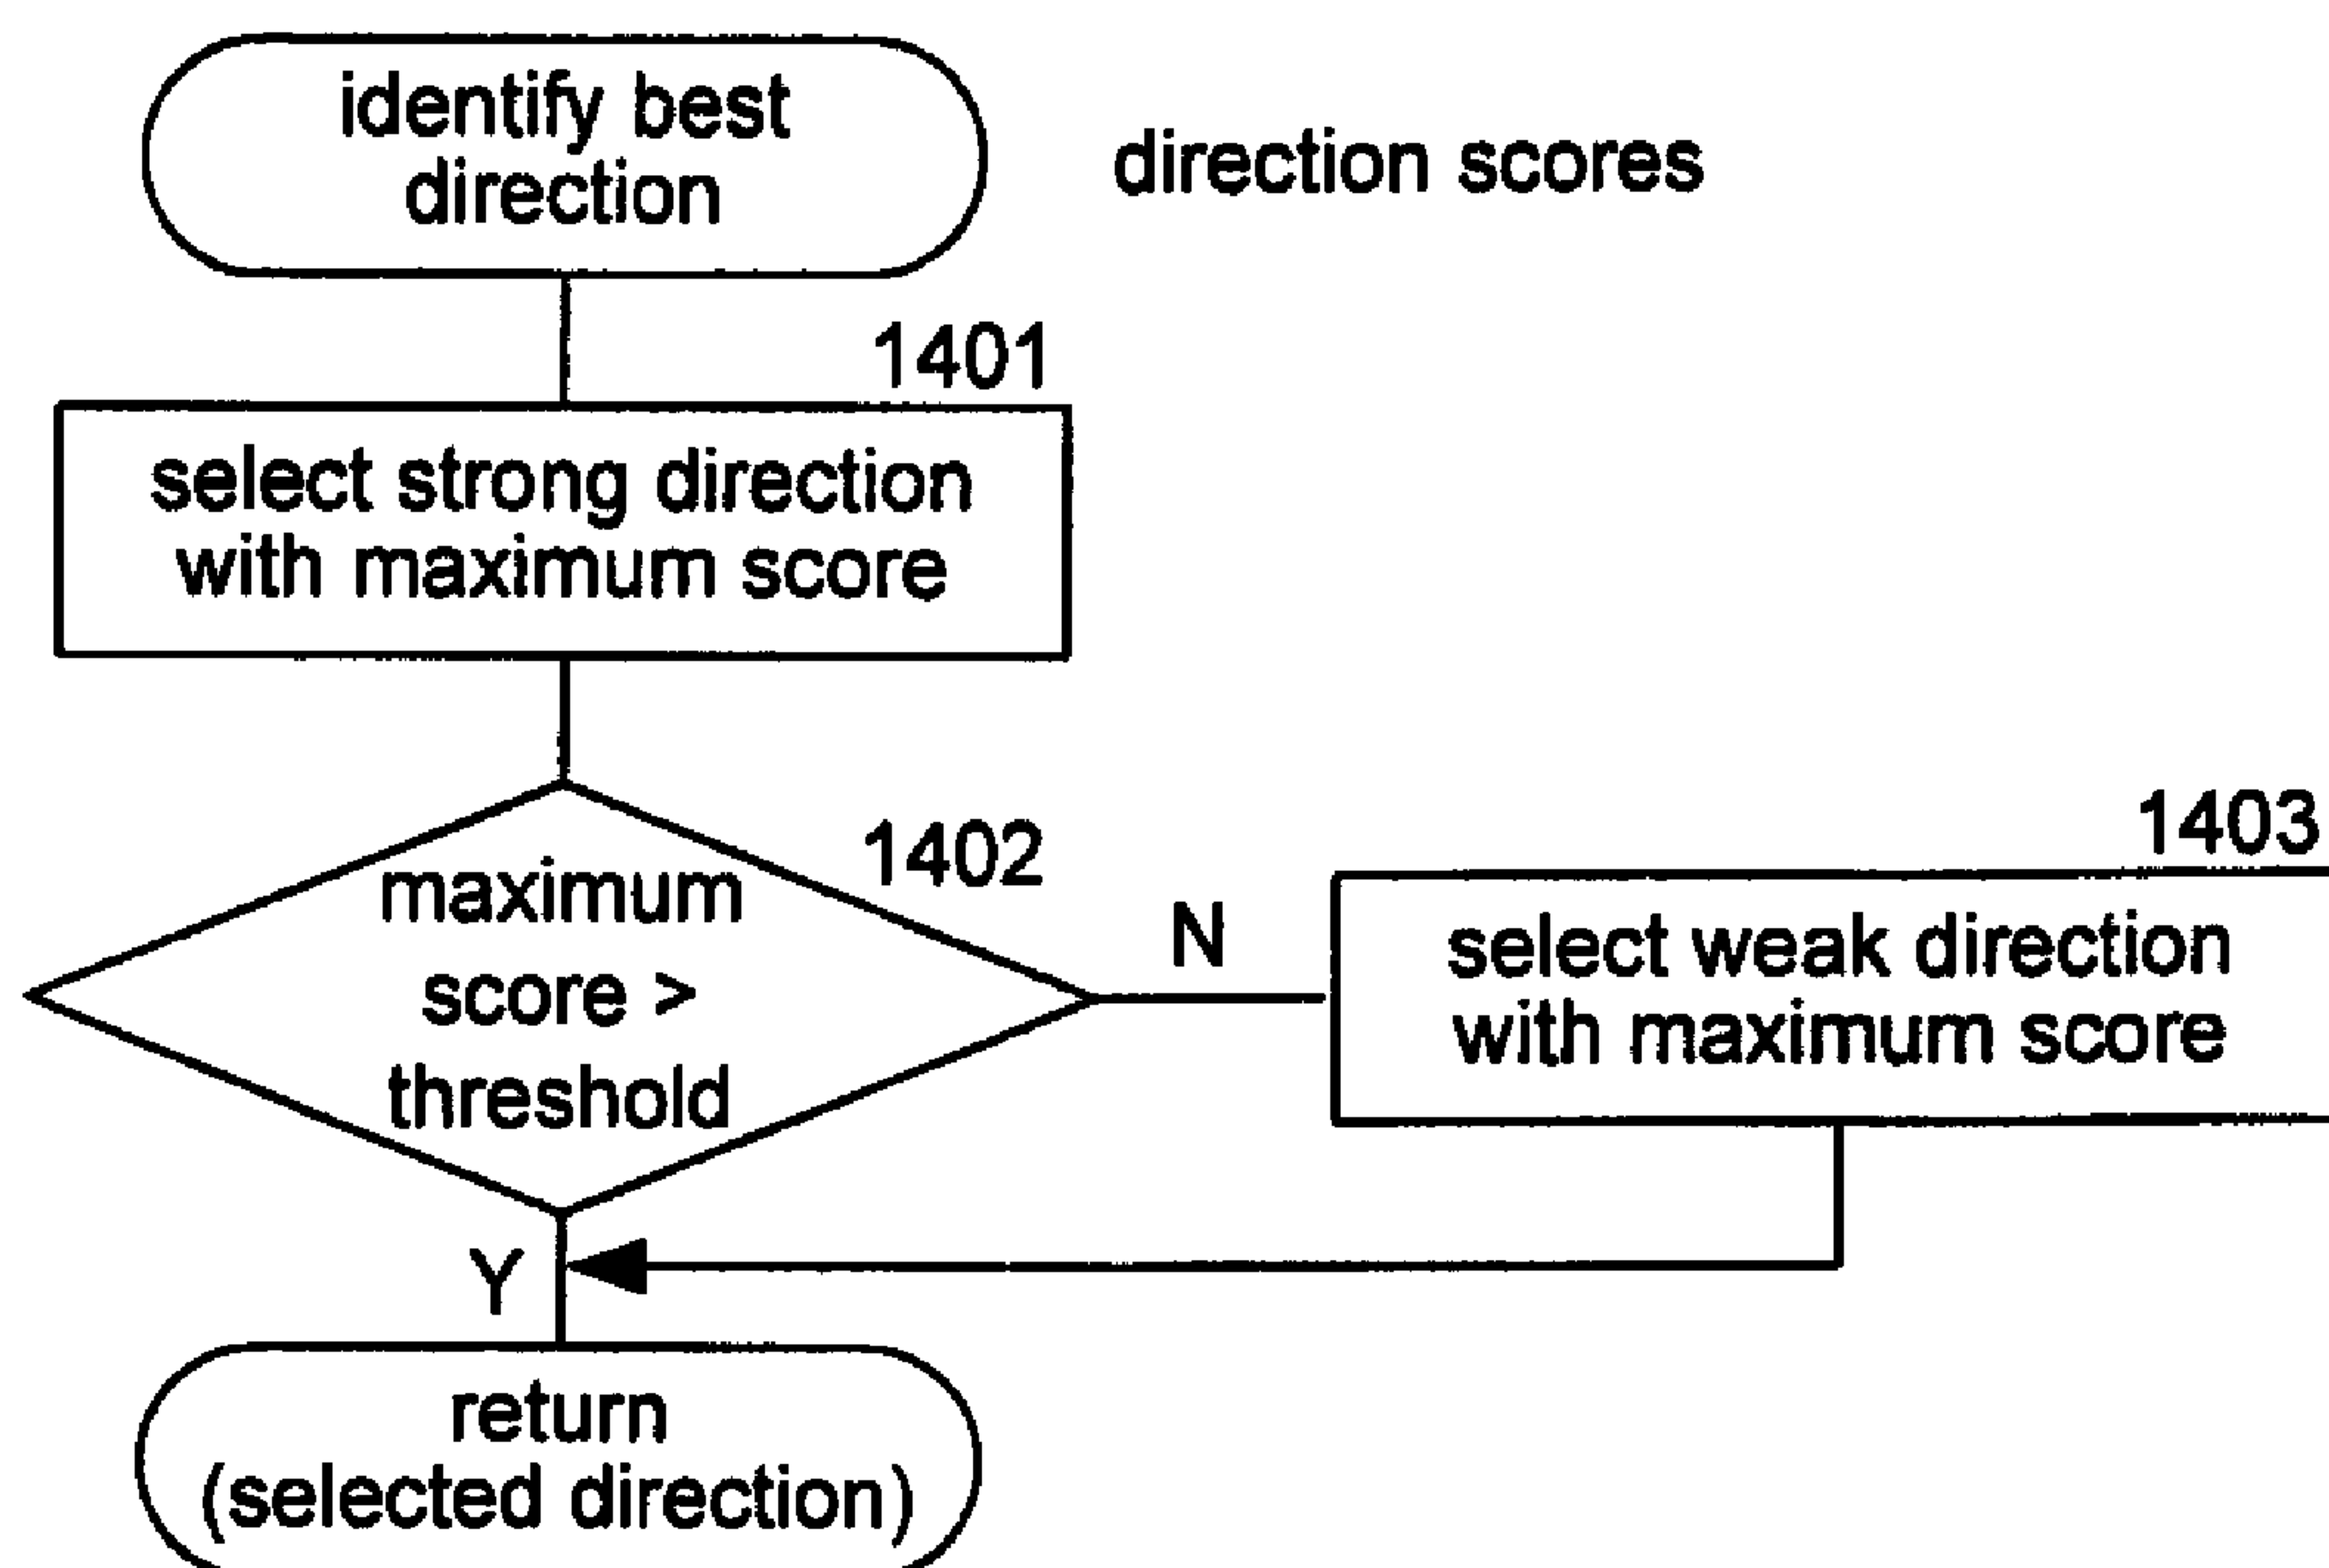 identify best
direction
direction scores
1401
select strong direction
with maximum score
1402
maximum
score >
threshold
N
1403
select weak direction
with maximum score
Y
return
(selected direction)